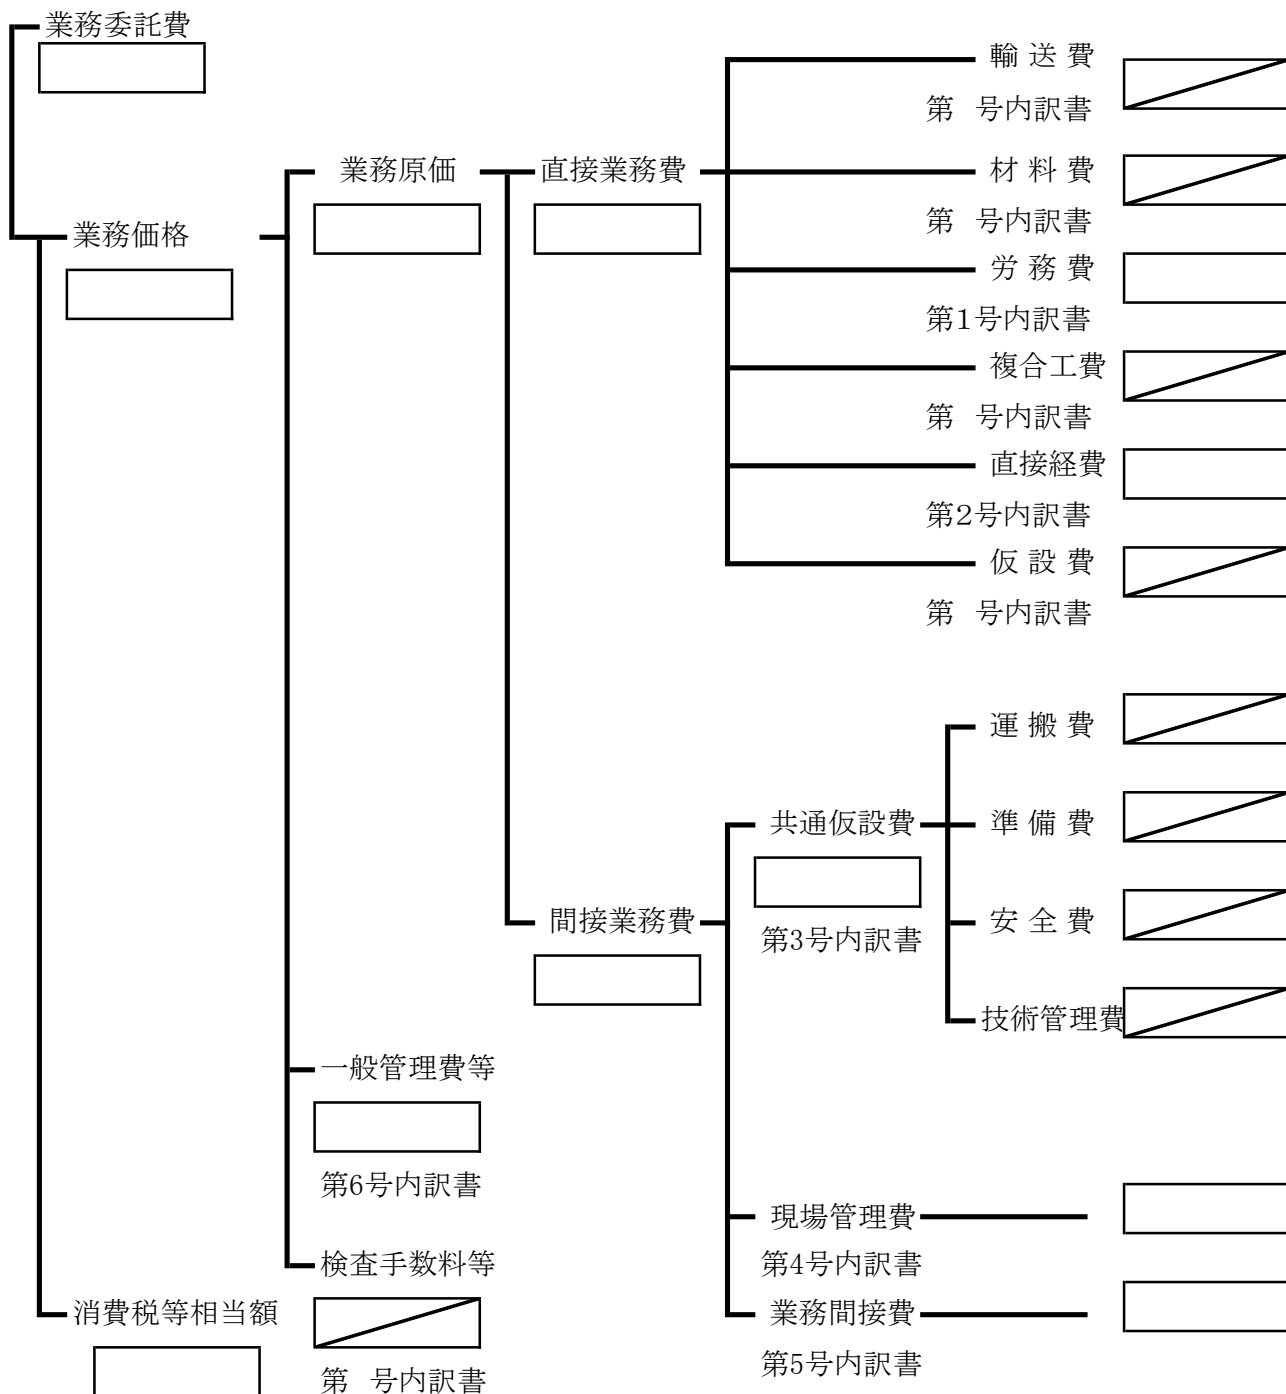 業務委託費
輸 送 費
第　号内訳書
業務原価
直接業務費
材 料 費
第　号内訳書
業務価格
労 務 費
第1号内訳書
複合工費
第　号内訳書
直接経費
第2号内訳書
仮 設 費
第　号内訳書
運 搬 費
共通仮設費
準 備 費
間接業務費
第3号内訳書
安 全 費
技術管理費
一般管理費等
第6号内訳書
現場管理費
第4号内訳書
検査手数料等
消費税等相当額
業務間接費
第5号内訳書
第　号内訳書